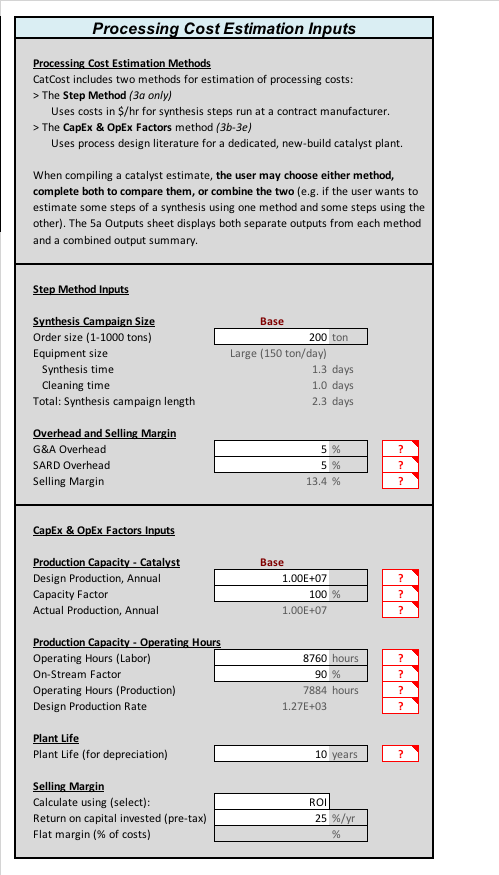 Processing Cost Estimation Inputs
Processing Cost Estimation Methods
CatCost includes two methods for estimation of processing costs:
> The Step Method (3a only)
Uses costs in $/hr for synthesis steps run at a contract manufacturer.
> The CapEx & OpEx Factors method (3b-3e)
Uses process design literature for a dedicated, new-build catalyst plant.
When compiling a catalyst estimate, the user may choose either method,
complete both to compare them, or combine the two (e.g. if the user wants to
estimate some steps of a synthesis using one method and some steps using the
other). The 5a Outputs sheet displays both separate outputs from each method
and a combined output summary.
Step Method Inputs
Synthesis Campaign Size Base
Order size (1-1000 tons) 200 ton
Equipment size Large (150 ton/day)
Synthesis time 1.3 days
Cleaning time 1.0 days
Total: Synthesis campaign length 2.3 days
Overhead and Selling Margin
G&A Overhead 5 % ?
SARD Overhead 5 % ?
Selling Margin 13.4 % ?
CapEx & OpEx Factors Inputs
Production Capacity - Catalyst Base
Design Production, Annual 1.00E+07 ?
Capacity Factor 100 % ?
Actual Production, Annual 1.00E+07 ?
Production Capacity - Operating Hours
Operating Hours (Labor) 8760 hours ?
On-Stream Factor 90 % ?
Operating Hours (Production) 7884 hours ?
Design Production Rate 1.27E+03 ?
Plant Life
Plant Life (for depreciation) 10 years ?
Selling Margin
Calculate using (select): ROI
Return on capital invested (pre-tax) 25 %/yr
Flat margin (% of costs) %